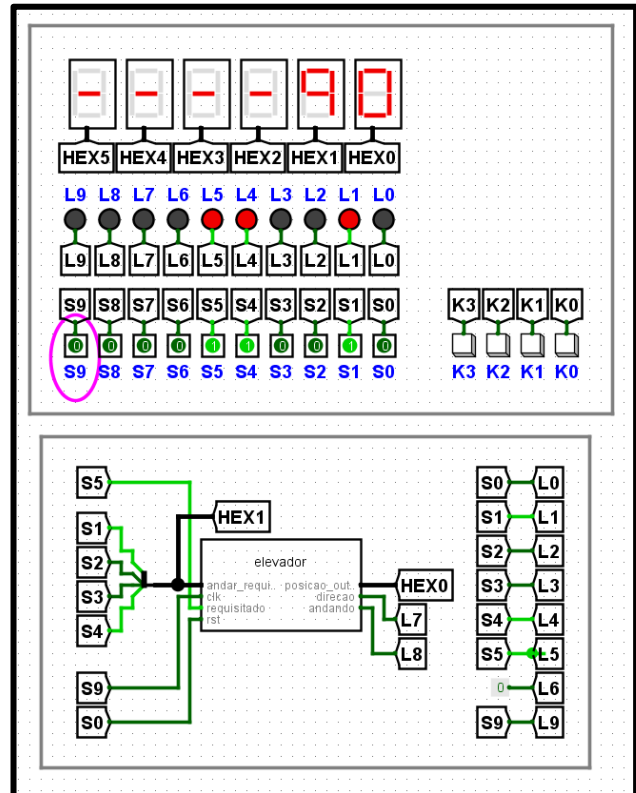 - - - - 9 0
HEX5 HEX4 HEX3 HEX2 HEX1 HEX0
L9 L8 L7 L6 L5 L4 L3 L2 L1 L0
L9 L8 L7 L6 L5 L4 L3 L2 L1 L0
S9 S8 S7 S6 S5 S4 S3 S2 S1 S0
K3 K2 K1 K0
0 0 0 0 1 1 0 0 1 0
S9 S8 S7 S6 S5 S4 S3 S2 S1 S0
K3 K2 K1 K0
S5
HEX1
S1
S2
S3
S4
elevador
andar_requi.. posicao_out..
clk direcao
requisitado andando
rst
HEX0
L7
L8
S9
S0
S0 L0
S1 L1
S2 L2
S3 L3
S4 L4
S5 L5
0 L6
S9 L9